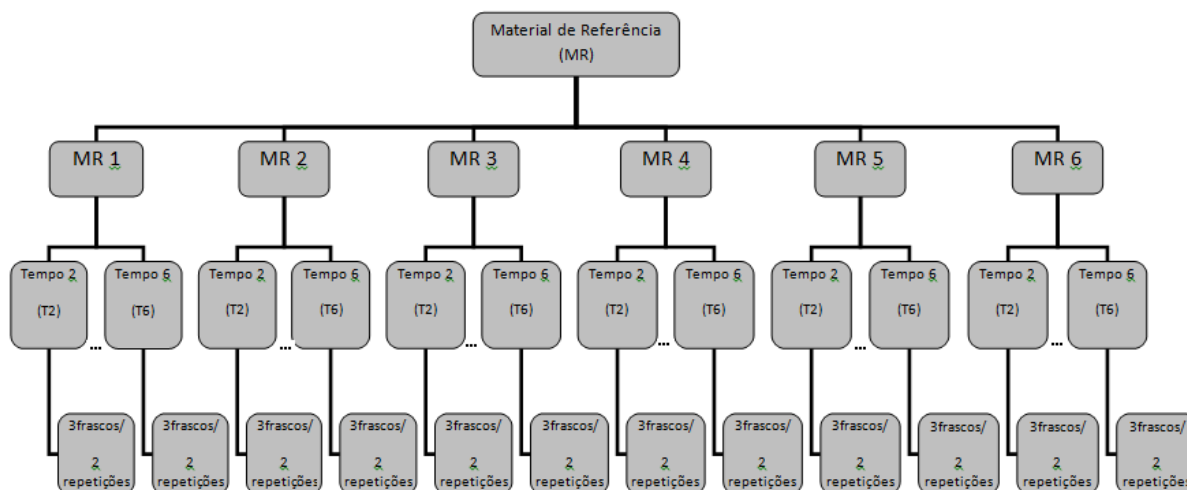 Material de Referência
(MR)
MR 1
MR 2
MR 3
MR 4
MR 5
MR 6
Tempo 2
(T2)
Tempo 6
(T6)
Tempo 2
(T2)
Tempo 6
(T6)
Tempo 2
(T2)
Tempo 6
(T6)
Tempo 2
(T2)
Tempo 6
(T6)
Tempo 2
(T2)
Tempo 6
(T6)
Tempo 2
(T2)
Tempo 6
(T6)
...
...
...
...
...
...
3frascos/
2
repetições
3frascos/
2
repetições
3frascos/
2
repetições
3frascos/
2
repetições
3frascos/
2
repetições
3frascos/
2
repetições
3frascos/
2
repetições
3frascos/
2
repetições
3frascos/
2
repetições
3frascos/
2
repetições
3frascos/
2
repetições
3frascos/
2
repetições